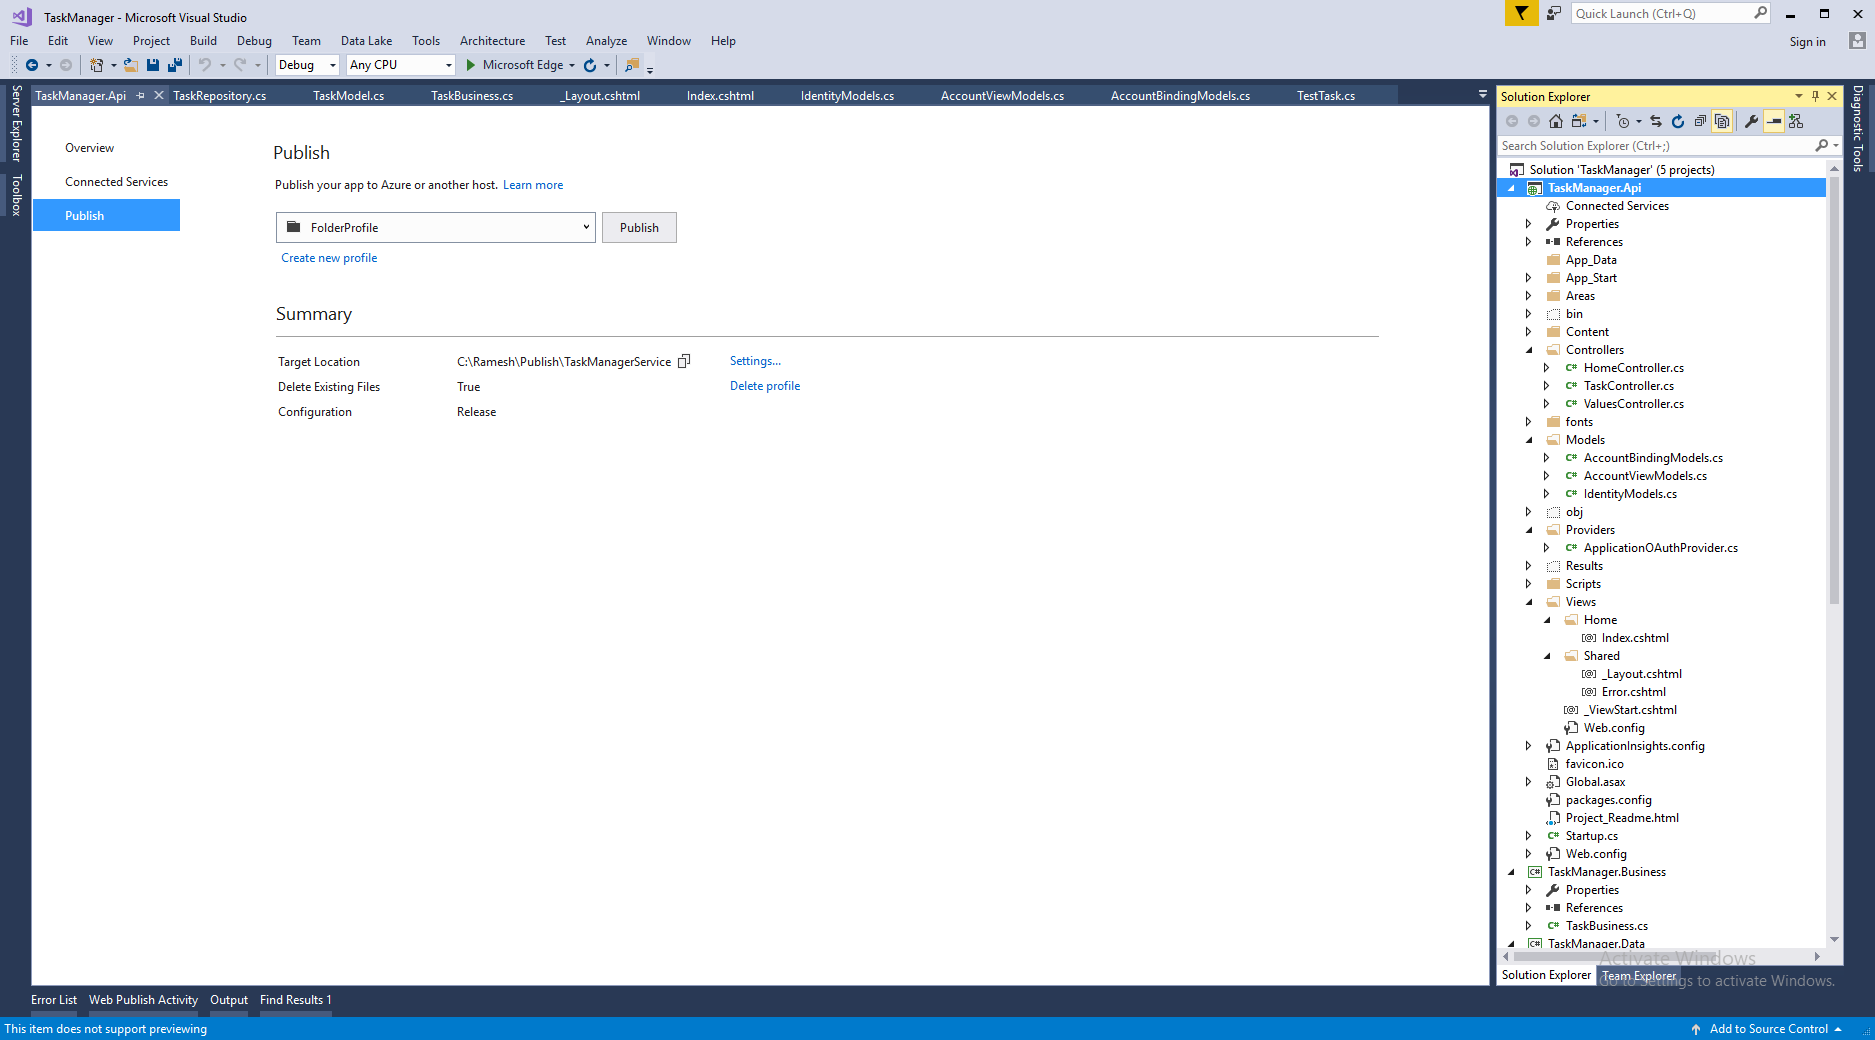 TaskManager - Microsoft Visual Studio
Quick Launch (Ctrl+Q)
File Edit View Project Build Debug Team Data Lake Tools Architecture Test Analyze Window Help
Sign in
Debug Any CPU Microsoft Edge
Server Explorer
Toolbox
TaskManager.Api TaskRepository.cs TaskModel.cs TaskBusiness.cs _Layout.cshtml Index.cshtml IdentityModels.cs AccountViewModels.cs AccountBindingModels.cs TestTask.cs
Overview
Connected Services
Publish
Publish
Publish your app to Azure or another host. Learn more
FolderProfile Publish
Create new profile
Summary
Target Location C:\Ramesh\Publish\TaskManagerService Settings...
Delete Existing Files True Delete profile
Configuration Release
Solution Explorer
Search Solution Explorer (Ctrl+;)
Solution 'TaskManager' (5 projects)
TaskManager.Api
Connected Services
Properties
References
App_Data
App_Start
Areas
bin
Content
Controllers
C# HomeController.cs
C# TaskController.cs
C# ValuesController.cs
fonts
Models
C# AccountBindingModels.cs
C# AccountViewModels.cs
C# IdentityModels.cs
obj
Providers
C# ApplicationOAuthProvider.cs
Results
Scripts
Views
Home
[@] Index.cshtml
Shared
[@] _Layout.cshtml
[@] Error.cshtml
[@] _ViewStart.cshtml
Web.config
ApplicationInsights.config
favicon.ico
Global.asax
packages.config
Project_Readme.html
C# Startup.cs
Web.config
C# TaskManager.Business
Properties
References
C# TaskBusiness.cs
C# TaskManager.Data
Solution Explorer Team Explorer
Activate Windows
Go to Settings to activate Windows.
Diagnostic Tools
Error List Web Publish Activity Output Find Results 1
This item does not support previewing
Add to Source Control